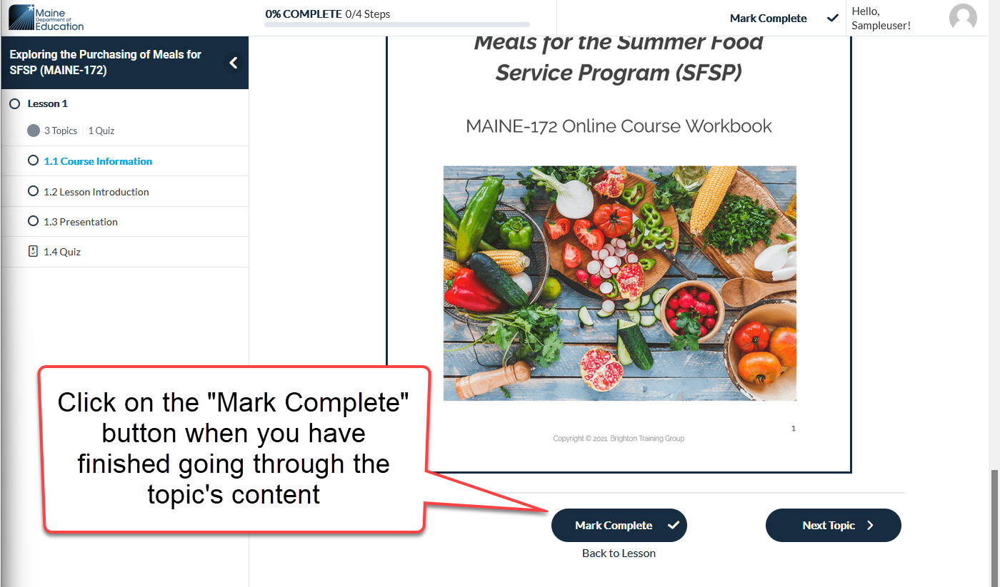 Maine
Department of
Education
0% COMPLETE 0/4 Steps
Mark Complete
Hello,
Sampleuser!
Exploring the Purchasing of Meals for
SFSP (MAINE-172)
Lesson 1
3 Topics
1 Quiz
1.1 Course Information
1.2 Lesson Introduction
1.3 Presentation
1.4 Quiz
Meals for the Summer Food
Service Program (SFSP)
MAINE-172 Online Course Workbook
1
Copyright © 2021, Brighton Training Group
Click on the "Mark Complete"
button when you have
finished going through the
topic's content
Mark Complete
Next Topic
Back to Lesson